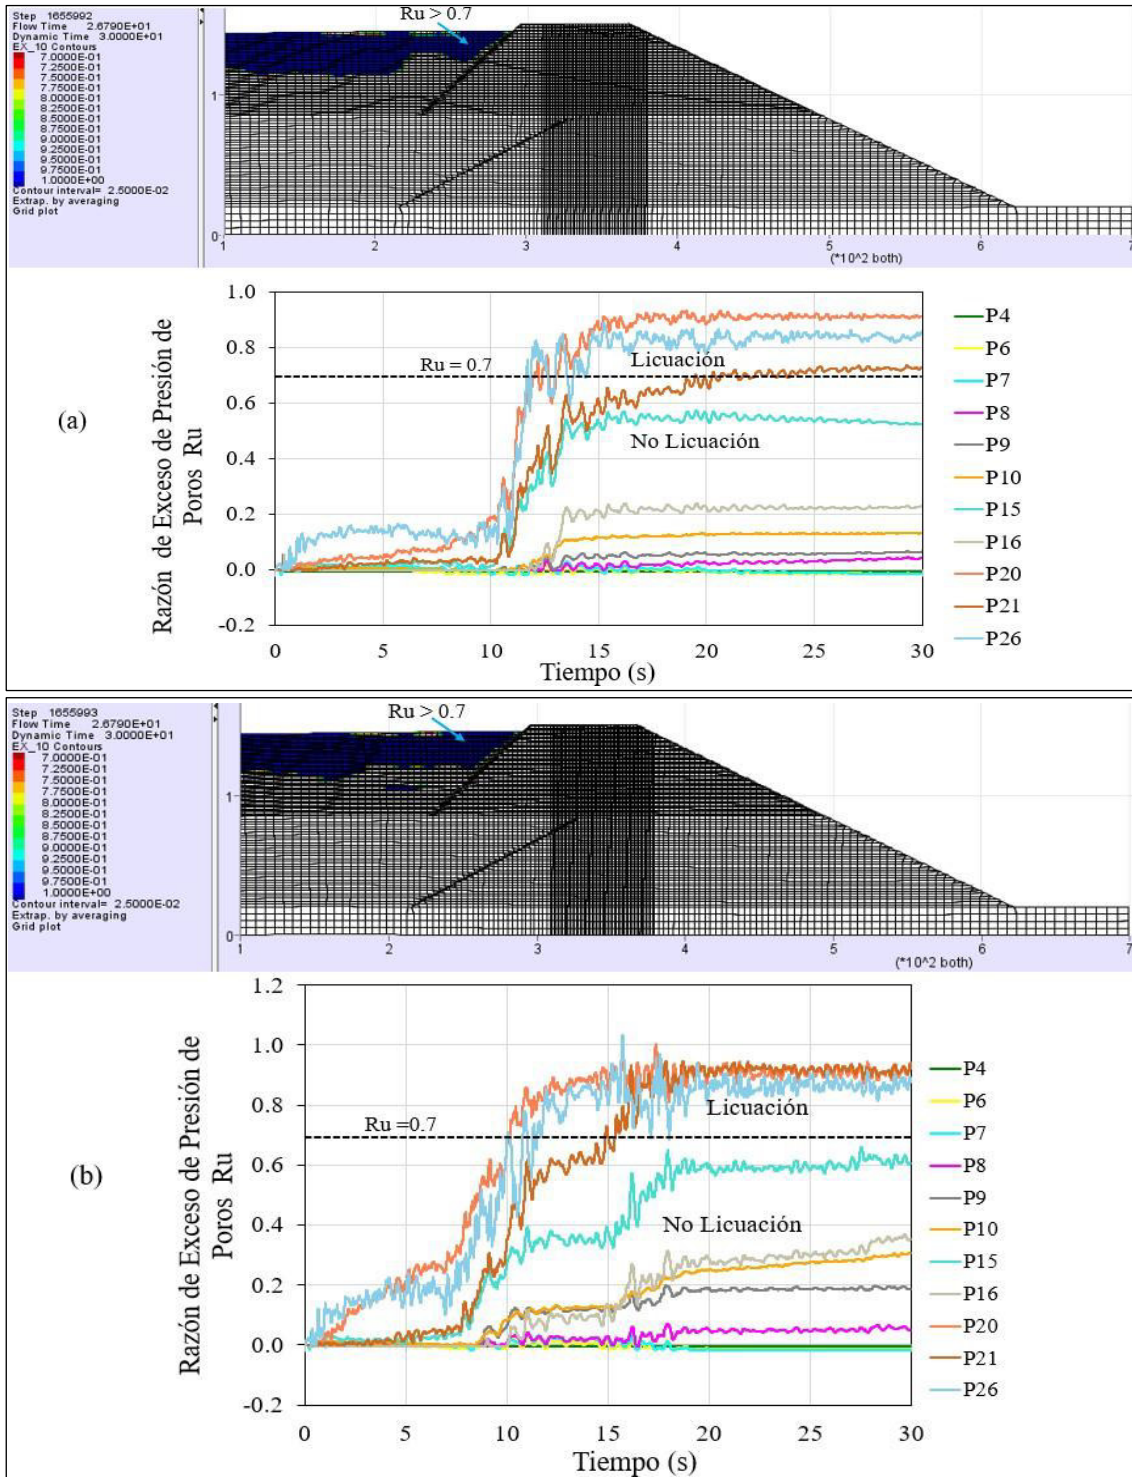 Step 1655992
Flow Time 2.6790E+01
Dynamic Time 3.0000E+01
EX_10 Contours
7.0000E-01
7.2500E-01
7.5000E-01
7.7500E-01
8.0000E-01
8.2500E-01
8.5000E-01
8.7500E-01
9.0000E-01
9.2500E-01
9.5000E-01
9.7500E-01
1.0000E+00
Contour interval= 2.5000E-02
Extrap. by averaging
Grid plot
Ru > 0.7
1
0
1 2 3 4 5 6 7
(*10^2 both)
(a)
Razón de Exceso de Presión de
Poros Ru
1.0
0.8
0.6
0.4
0.2
0.0
-0.2
Ru = 0.7
Licuación
No Licuación
0 5 10 15 20 25 30
Tiempo (s)
P4
P6
P7
P8
P9
P10
P15
P16
P20
P21
P26
Step 1655993
Flow Time 2.6790E+01
Dynamic Time 3.0000E+01
EX_10 Contours
7.0000E-01
7.2500E-01
7.5000E-01
7.7500E-01
8.0000E-01
8.2500E-01
8.5000E-01
8.7500E-01
9.0000E-01
9.2500E-01
9.5000E-01
9.7500E-01
1.0000E+00
Contour interval= 2.5000E-02
Extrap. by averaging
Grid plot
Ru > 0.7
1
0
1 2 3 4 5 6 7
(*10^2 both)
(b)
Razón de Exceso de Presión de
Poros Ru
1.2
1.0
0.8
0.6
0.4
0.2
0.0
-0.2
Ru =0.7
Licuación
No Licuación
0 5 10 15 20 25 30
Tiempo (s)
P4
P6
P7
P8
P9
P10
P15
P16
P20
P21
P26